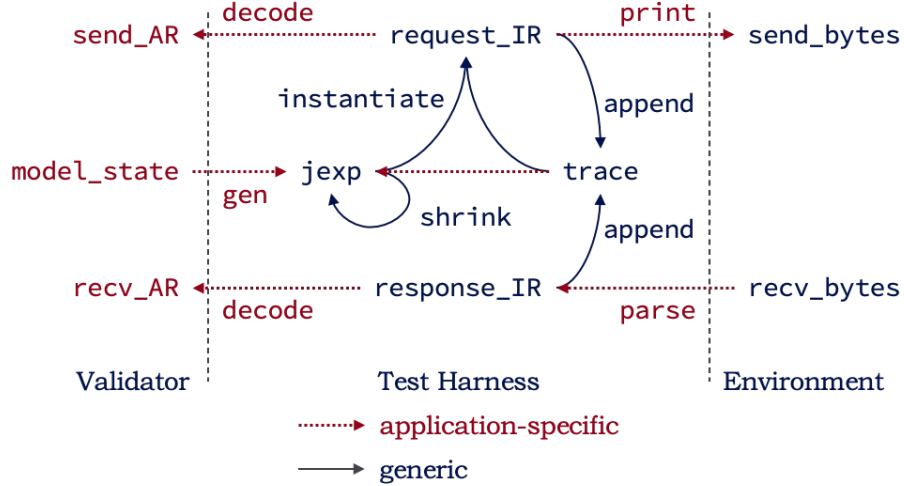 decode
print
send_AR
request_IR
send_bytes
instantiate
append
model_state
jexp
trace
gen
shrink
append
recv_AR
response_IR
recv_bytes
decode
parse
Validator
Test Harness
Environment
application-specific
generic